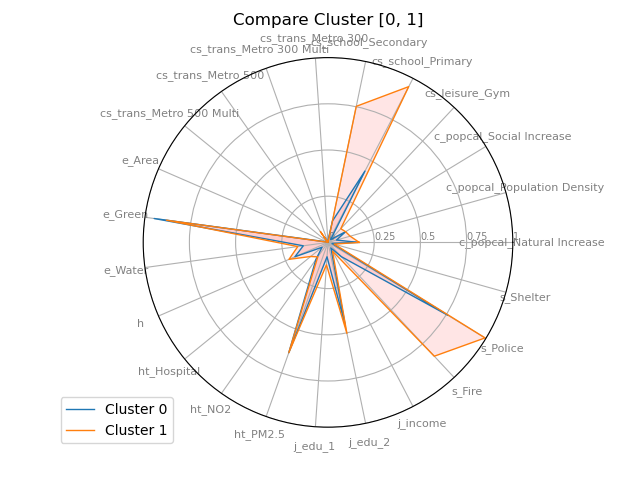 Compare Cluster [0, 1]
cs_trans_Metro 300
cs_school_Secondary
cs_trans_Metro 300 Multi
cs_school_Primary
cs_trans_Metro 500
cs_leisure_Gym
cs_trans_Metro 500 Multi
c_popcal_Social Increase
e_Area
c_popcal_Population Density
e_Green
0.25
0.5
0.75
1
c_popcal_Natural Increase
e_Water
s_Shelter
h
s_Police
ht_Hospital
s_Fire
ht_NO2
j_income
ht_PM2.5
j_edu_2
j_edu_1
Cluster 0
Cluster 1